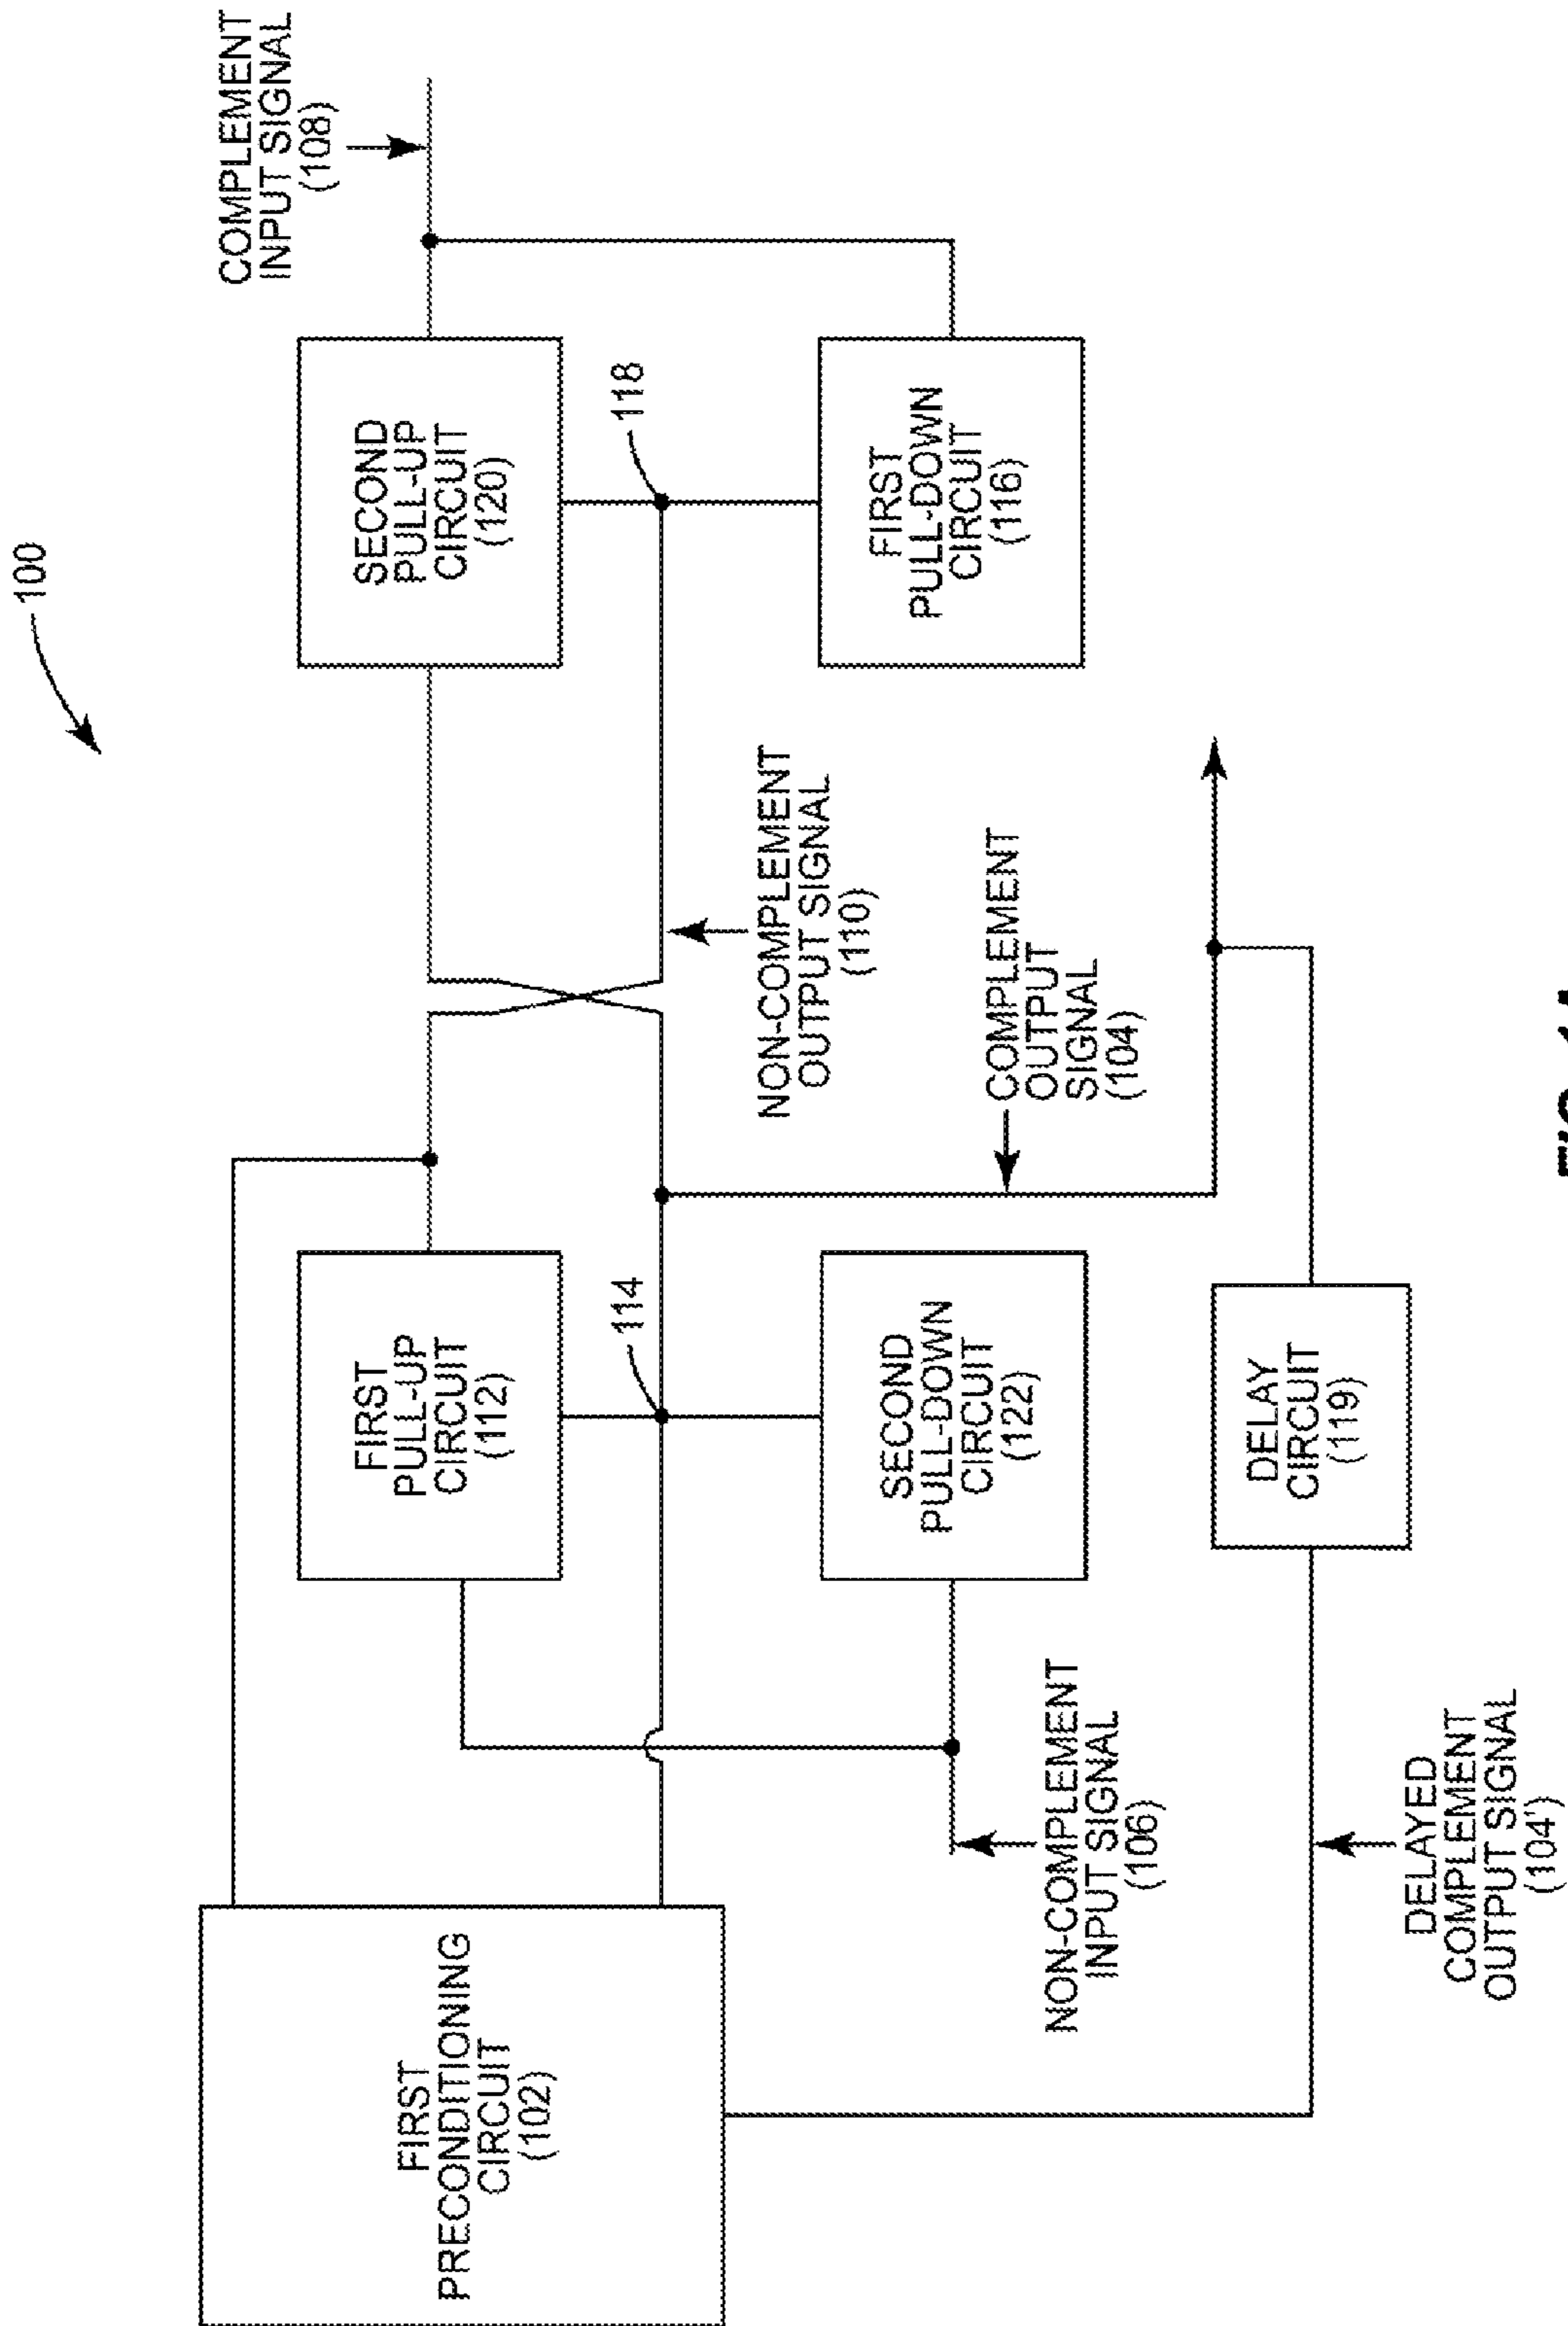 100
COMPLEMENT
INPUT SIGNAL
(108)
SECOND
PULL-UP
CIRCUIT
(120)
118
FIRST
PULL-DOWN
CIRCUIT
(116)
NON-COMPLEMENT
OUTPUT SIGNAL
(110)
COMPLEMENT
OUTPUT
SIGNAL
(104)
FIRST
PULL-UP
CIRCUIT
(112)
114
SECOND
PULL-DOWN
CIRCUIT
(122)
DELAY
CIRCUIT
(119)
NON-COMPLEMENT
INPUT SIGNAL
(106)
FIRST
PRECONDITIONING
CIRCUIT
(102)
DELAYED
COMPLEMENT
OUTPUT SIGNAL
(104')